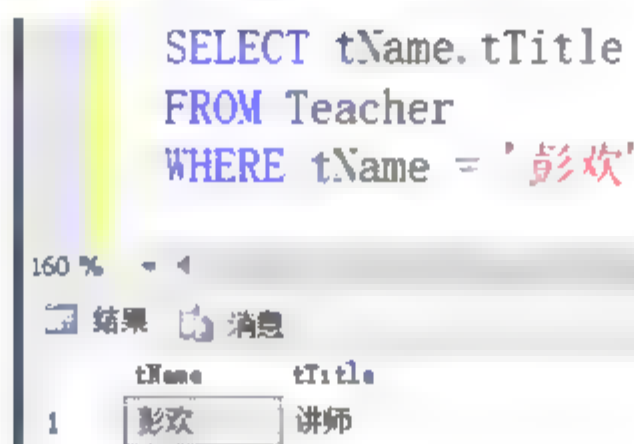 SELECT tName.tTitle
FROM Teacher
WHERE tName = '彭欢'
160 %
结果 消息
tName tTitle
1 彭欢 讲师